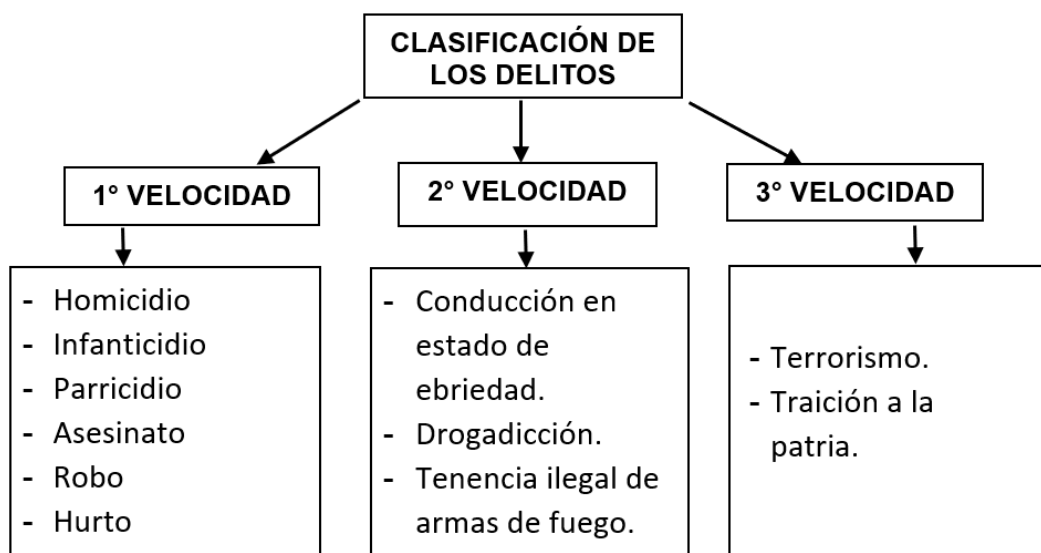 CLASIFICACIÓN DE
LOS DELITOS
1° VELOCIDAD
2° VELOCIDAD
3° VELOCIDAD
- Homicidio
- Infanticidio
- Parricidio
- Asesinato
- Robo
- Hurto
- Conducción en
estado de
ebriedad.
- Drogadicción.
- Tenencia ilegal de
armas de fuego.
- Terrorismo.
- Traición a la
patria.